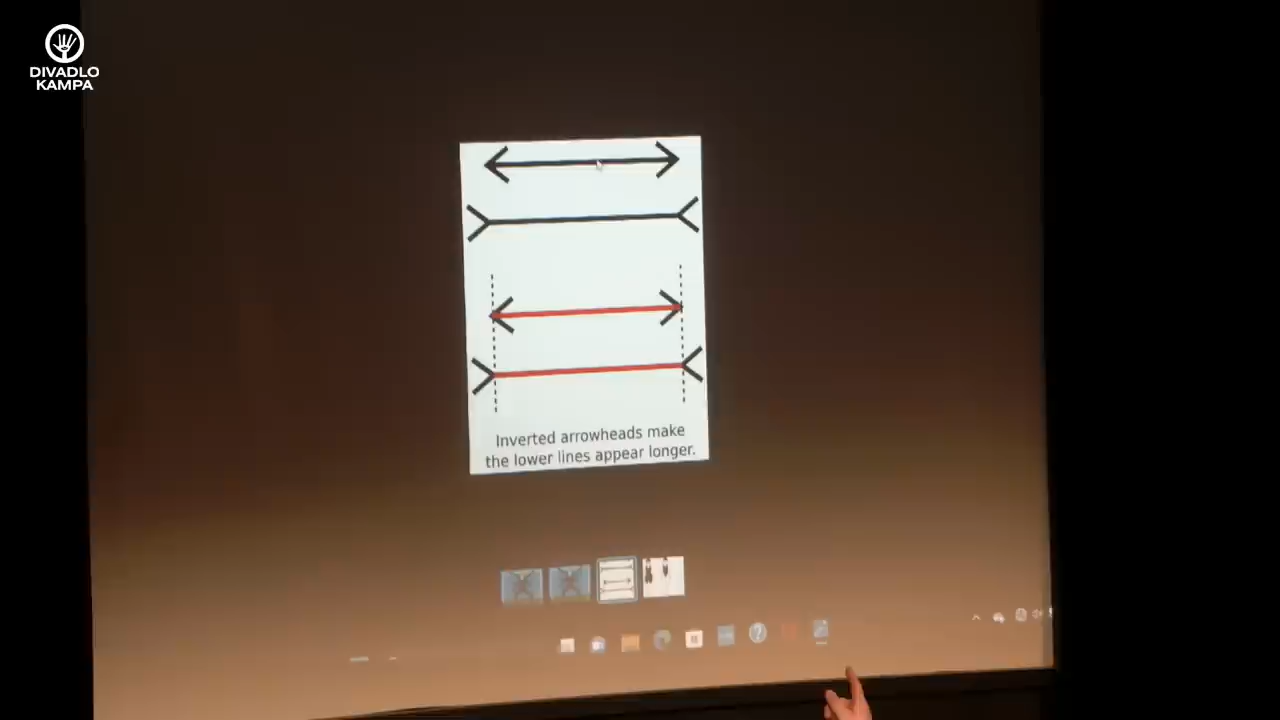 DIVADLO
KAMPA
Inverted arrowheads make
the lower lines appear longer.
?